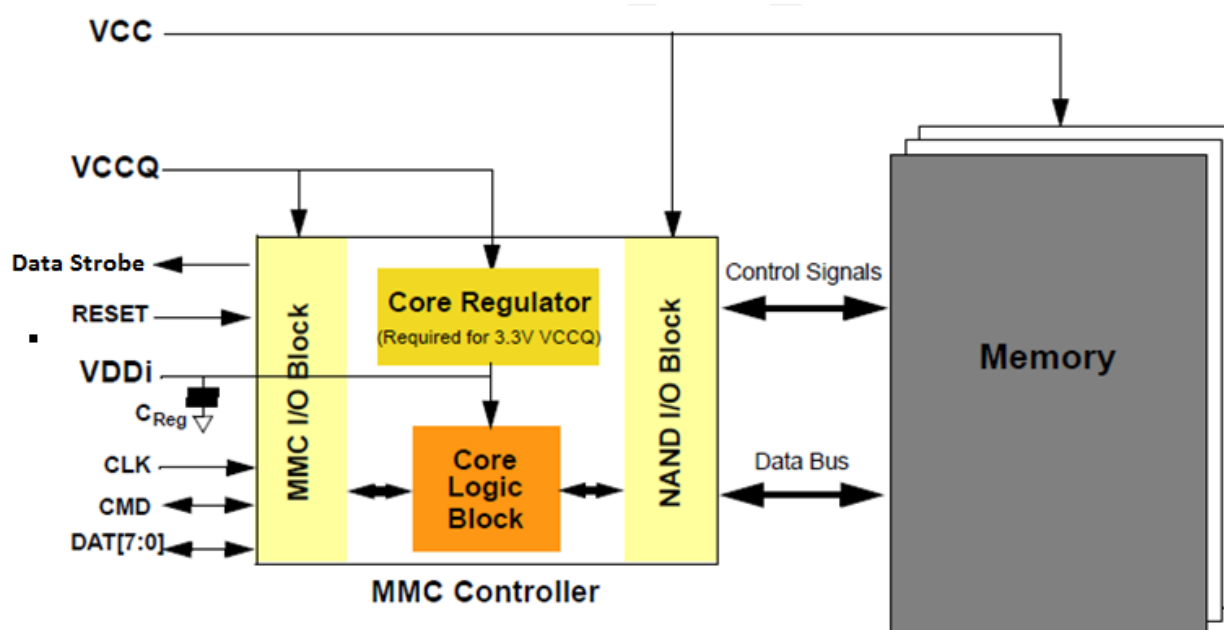 VCC
VCCQ
Data Strobe
RESET
VDDi
CReg
CLK
CMD
DAT[7:0]
MMC I/O Block
Core Regulator
(Required for 3.3V VCCQ)
Core
Logic
Block
NAND I/O Block
MMC Controller
Control Signals
Data Bus
Memory